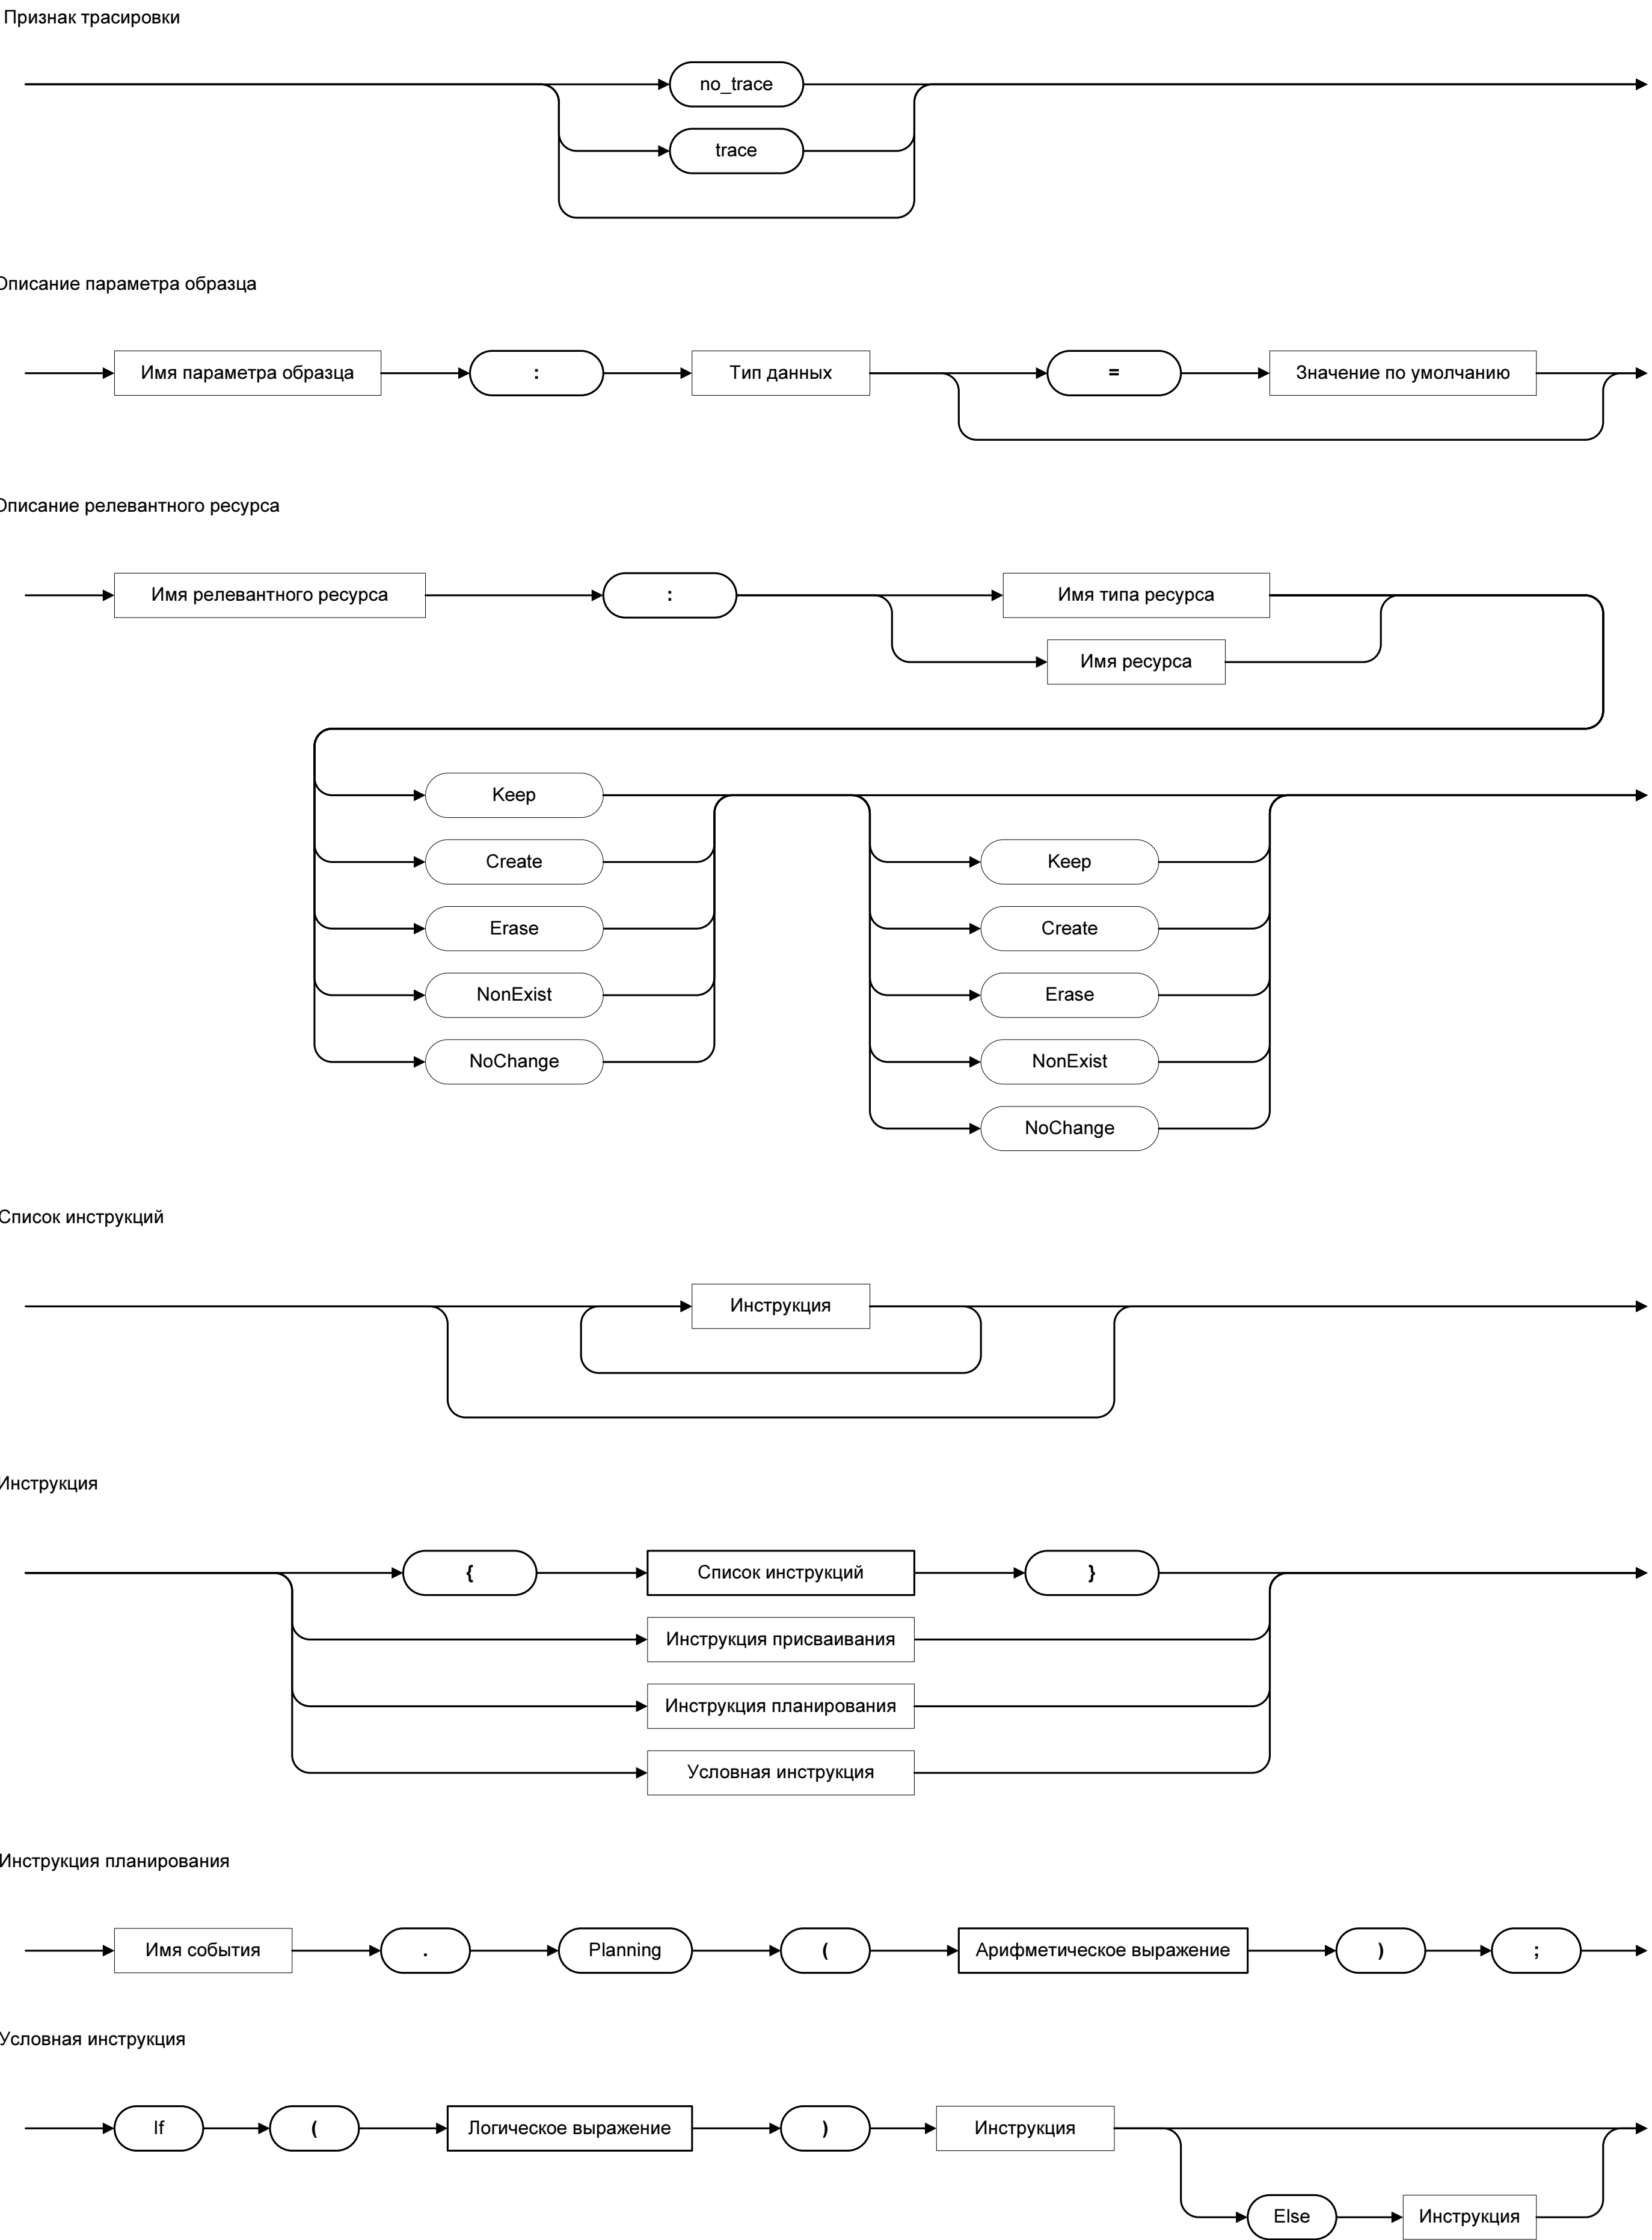 Признак трасировки
no_trace
trace
Описание параметра образца
Имя параметра образца : Тип данных = Значение по умолчанию
Описание релевантного ресурса
Имя релевантного ресурса : Имя типа ресурса
Имя ресурса
Keep
Create Keep
Erase Create
NonExist Erase
NoChange NonExist
NoChange
Список инструкций
Инструкция
Инструкция
{ Список инструкций }
Инструкция присваивания
Инструкция планирования
Условная инструкция
Инструкция планирования
Имя события . Planning ( Арифметическое выражение ) ;
Условная инструкция
If ( Логическое выражение ) Инструкция
Else Инструкция